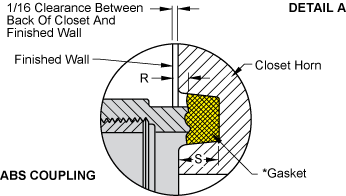 1/16 Clearance Between
Back Of Closet And
Finished Wall
DETAIL A
Finished Wall
Closet Horn
R
S
*Gasket
ABS COUPLING